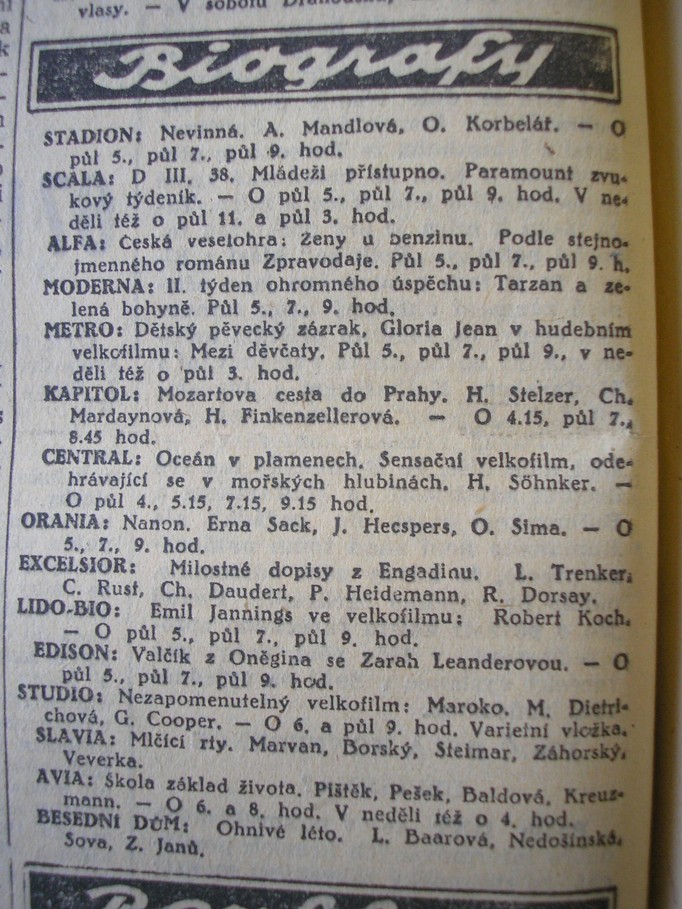 vlasy. — V sobotu
Biografy
STADION: Nevinná. A. Mandlová, O. Korbelář. — O
půl 5., půl 7., půl 9. hod.
SCALA: D III. 38. Mládeži přístupno. Paramount zvu-
kový týdeník. — O půl 5., půl 7., půl 9. hod. V ne-
děli též o půl 11. a půl 3. hod.
ALFA: Česká veselohra: Ženy u benzinu. Podle stejno-
jmenného románu Zpravodaje. Půl 5., půl 7., půl 9. h.
MODERNA: II. týden ohromného úspěchu: Tarzan a ze-
lená bohyně. Půl 5., 7., 9. hod.
METRO: Dětský pěvecký zázrak, Gloria Jean v hudebním
velkofilmu: Mezi děvčaty. Půl 5., půl 7., půl 9., v ne-
děli též o půl 3. hod.
KAPITOL: Mozartova cesta do Prahy. H. Stelzer, Ch.
Mardaynová, H. Finkenzellerová. — O 4.15, půl 7.,
8.45 hod.
CENTRAL: Oceán v plamenech. Sensační velkofilm, ode-
hrávající se v mořských hlubinách. H. Söhnker. —
O půl 4., 5.15, 7.15, 9.15 hod.
ORANIA: Nanon. Erna Sack, J. Hecspers, O. Sima. — O
5., 7., 9. hod.
EXCELSIOR: Milostné dopisy z Engadinu. L. Trenker,
C. Rust, Ch. Daudert, P. Heidemann, R. Dorsay.
LIDO-BIO: Emil Jannings ve velkofilmu: Robert Koch.
— O půl 5., půl 7., půl 9. hod.
EDISON: Valčík z Oněgina se Zarah Leanderovou. — O
půl 5., půl 7., půl 9. hod.
STUDIO: Nezapomenutelný velkofilm: Maroko. M. Dietri-
chová, G. Cooper. — O 6. a půl 9. hod. Varietní vložka.
SLAVIA: Mlčící rty. Marvan, Borský, Steimar, Záhorský,
Veverka.
AVIA: Škola základ života. Pištěk, Pešek, Baldová, Kreuz-
mann. — O 6. a 8. hod. V neděli též o 4. hod.
BESEDNÍ DŮM: Ohnivé léto. L. Baarová, Nedošínská,
Sova, Z. Janů.